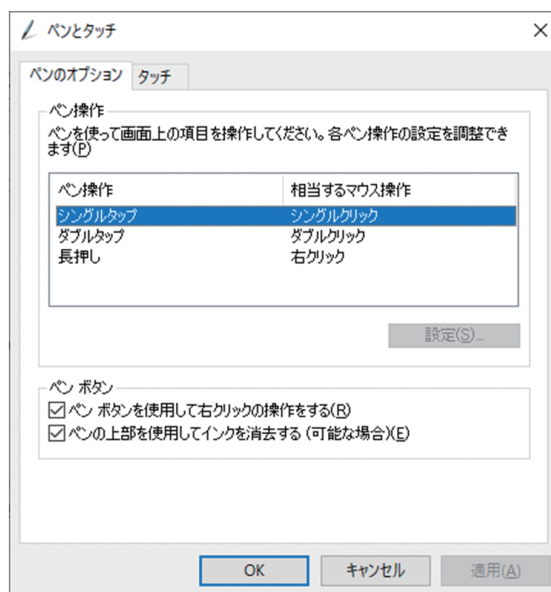 ペンとタッチ
ペンのオプション タッチ
ペン操作
ペンを使って画面上の項目を操作してください。各ペン操作の設定を調整でき
ます(P)
ペン操作 相当するマウス操作
シングルタップ シングルクリック
ダブルタップ ダブルクリック
長押し 右クリック
設定(S)...
ペン ボタン
ペン ボタンを使用して右クリックの操作をする(R)
ペンの上部を使用してインクを消去する (可能な場合)(E)
OK キャンセル 適用(A)